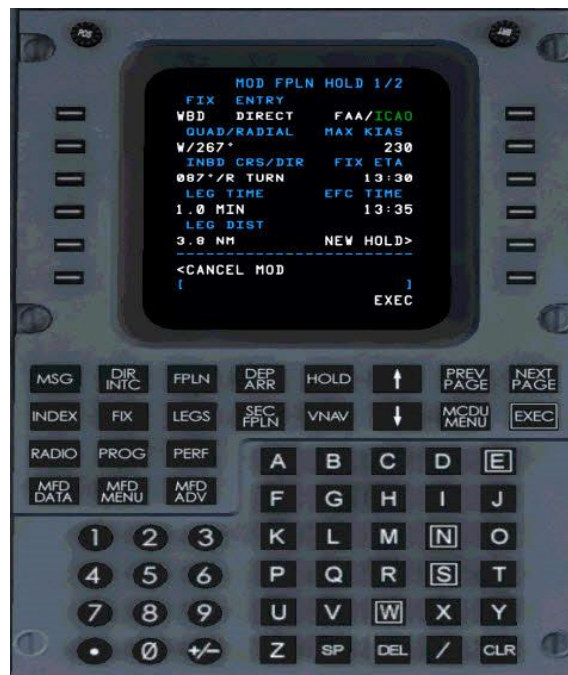 MOD FPLN HOLD 1/2
FIX ENTRY
WBD DIRECT FAA/ICAO
QUAD/RADIAL MAX KIAS
W/267° 230
INBD CRS/DIR FIX ETA
087°/R TURN 13:30
LEG TIME EFC TIME
1.0 MIN 13:35
LEG DIST
3.8 NM NEW HOLD>
<CANCEL MOD
[ ]
EXEC
MSG DIR INTC FPLN DEP ARR HOLD ↑ PREV PAGE NEXT PAGE
INDEX FIX LEGS SEC FPLN VNAV ↓ MCDU MENU EXEC
RADIO PROG PERF
MFD DATA MFD MENU MFD ADV
A B C D E
F G H I J
1 2 3 K L M N O
4 5 6 P Q R S T
7 8 9 U V W X Y
• 0 +/- Z SP DEL / CLR